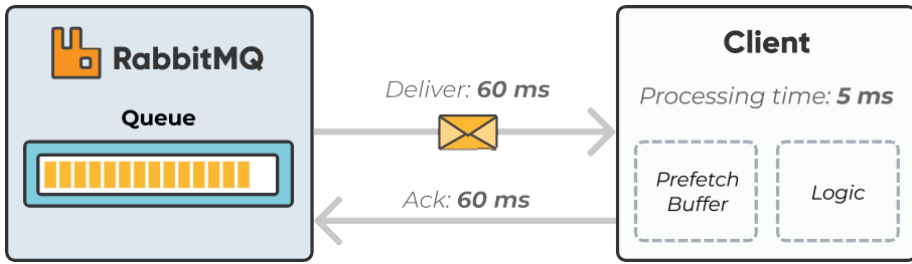 RabbitMQ
Queue
Deliver: 60 ms
Ack: 60 ms
Client
Processing time: 5 ms
Prefetch
Buffer
Logic